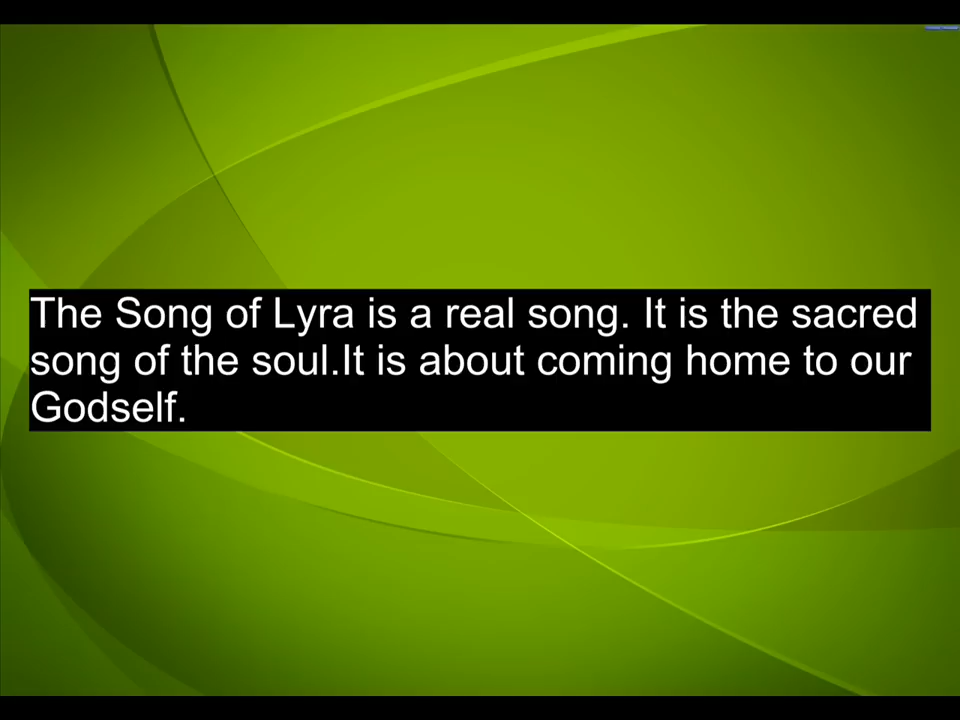 The Song of Lyra is a real song. It is the sacred
song of the soul.It is about coming home to our
Godself.